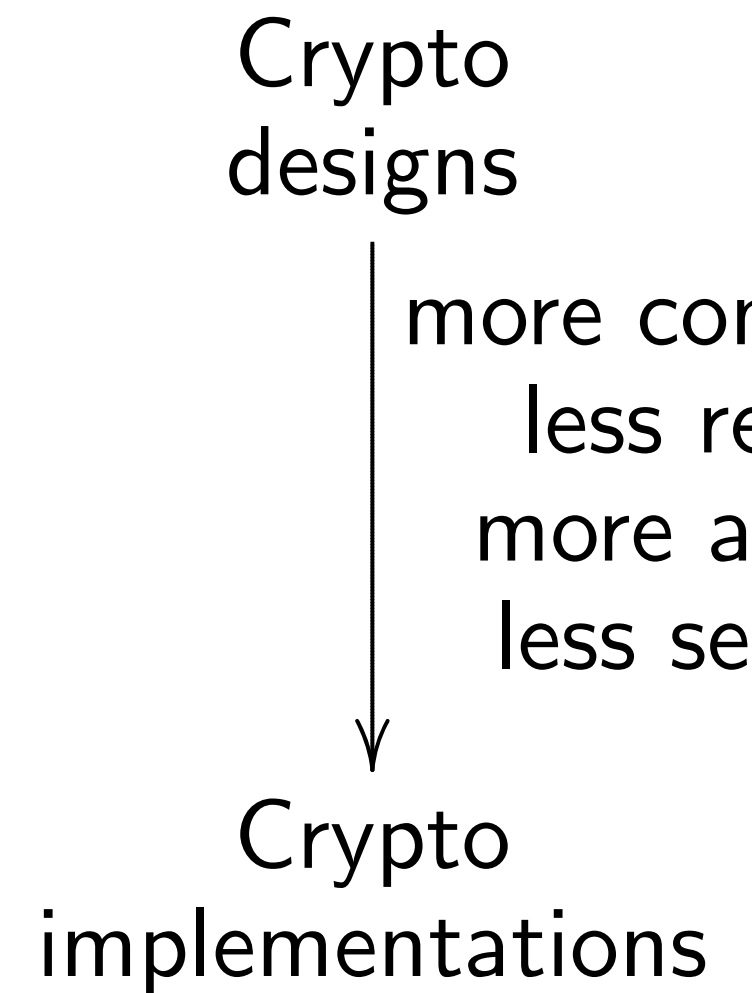 Crypto
designs
more
less
more
less
Crypto
implementations